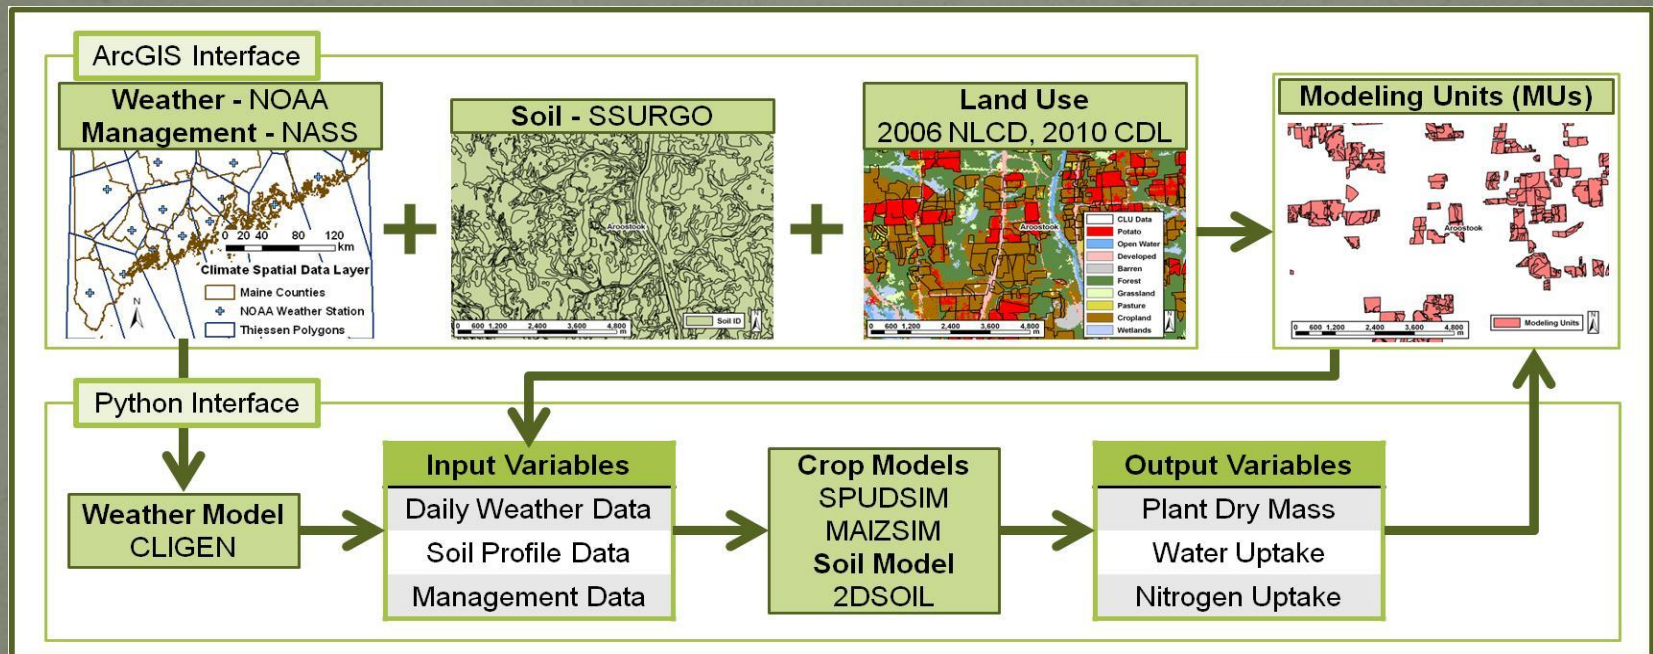 ArcGIS Interface
Weather - NOAA
Management - NASS
0 20 40 80 120
km
Climate Spatial Data Layer
Maine Counties
NOAA Weather Station
Thiessen Polygons
N
Soil - SSURGO
Aroostook
0 600 1,200 2,400 3,600 4,800
m
Soil ID
N
Land Use
2006 NLCD, 2010 CDL
Aroostook
CLU Data
Potato
Open Water
Developed
Barren
Forest
Grassland
Pasture
Cropland
Wetlands
0 600 1,200 2,400 3,600 4,800
m
N
Modeling Units (MUs)
Aroostook
0 600 1,200 2,400 3,600 4,800
m
Modeling Units
N
Python Interface
Weather Model
CLIGEN
Input Variables
Daily Weather Data
Soil Profile Data
Management Data
Crop Models
SPUDSIM
MAIZSIM
Soil Model
2DSOIL
Output Variables
Plant Dry Mass
Water Uptake
Nitrogen Uptake